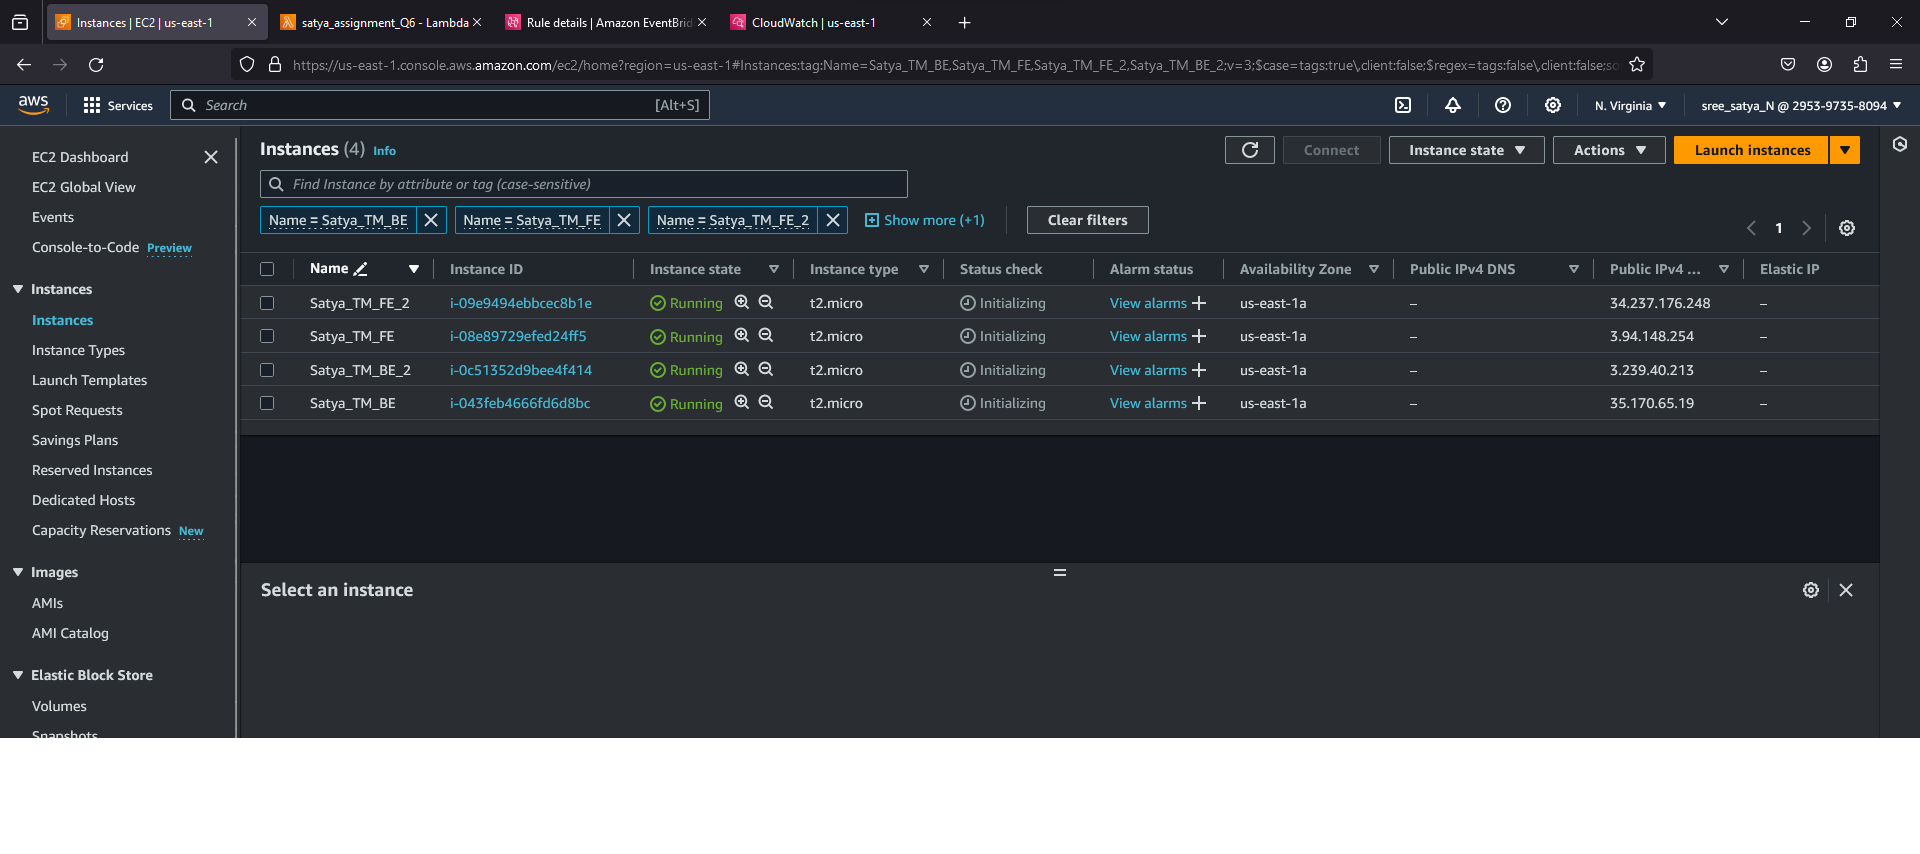 Instances | EC2 | us-east-1
satya_assignment_Q6 - Lambda
Rule details | Amazon EventBrid
CloudWatch | us-east-1
https://us-east-1.console.aws.amazon.com/ec2/home?region=us-east-1#Instances:tag:Name=Satya_TM_BE,Satya_TM_FE,Satya_TM_FE_2,Satya_TM_BE_2;v=3;$case=tags:true\,client:false;$regex=tags:false\,client:false;so
aws Services Search [Alt+S] N. Virginia sree_satya_N @ 2953-9735-8094
EC2 Dashboard
EC2 Global View
Events
Console-to-Code Preview
Instances
Instances
Instance Types
Launch Templates
Spot Requests
Savings Plans
Reserved Instances
Dedicated Hosts
Capacity Reservations New
Images
AMIs
AMI Catalog
Elastic Block Store
Volumes
Snapshots
Instances (4) Info
Connect Instance state Actions Launch instances
Find Instance by attribute or tag (case-sensitive)
Name = Satya_TM_BE Name = Satya_TM_FE Name = Satya_TM_FE_2 Show more (+1) Clear filters
1
Name Instance ID Instance state Instance type Status check Alarm status Availability Zone Public IPv4 DNS Public IPv4 ... Elastic IP
Satya_TM_FE_2 i-09e9494ebbcec8b1e Running t2.micro Initializing View alarms + us-east-1a – 34.237.176.248 –
Satya_TM_FE i-08e89729efed24ff5 Running t2.micro Initializing View alarms + us-east-1a – 3.94.148.254 –
Satya_TM_BE_2 i-0c51352d9bee4f414 Running t2.micro Initializing View alarms + us-east-1a – 3.239.40.213 –
Satya_TM_BE i-043feb4666fd6d8bc Running t2.micro Initializing View alarms + us-east-1a – 35.170.65.19 –
Select an instance